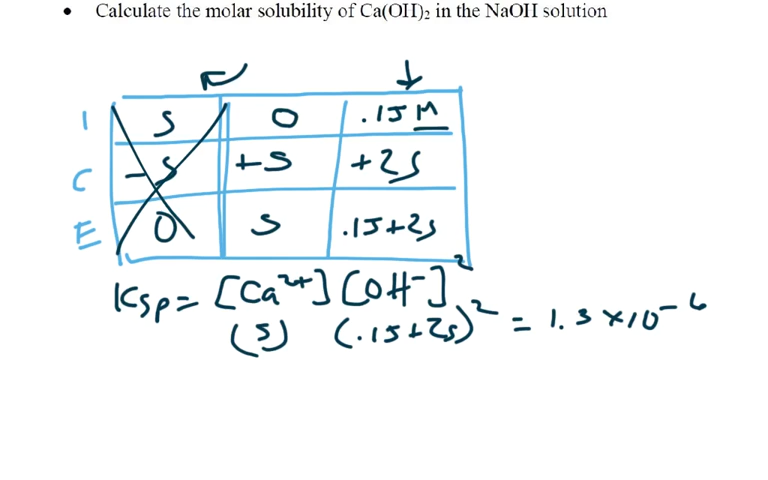 • Calculate the molar solubility of Ca(OH)₂ in the NaOH solution
I S 0 .15 M
C -S +S +2S
E 0 S .15+2S
Ksp = [Ca²⁺][OH⁻]²
(S) (.15+2S)² = 1.3 × 10⁻⁶